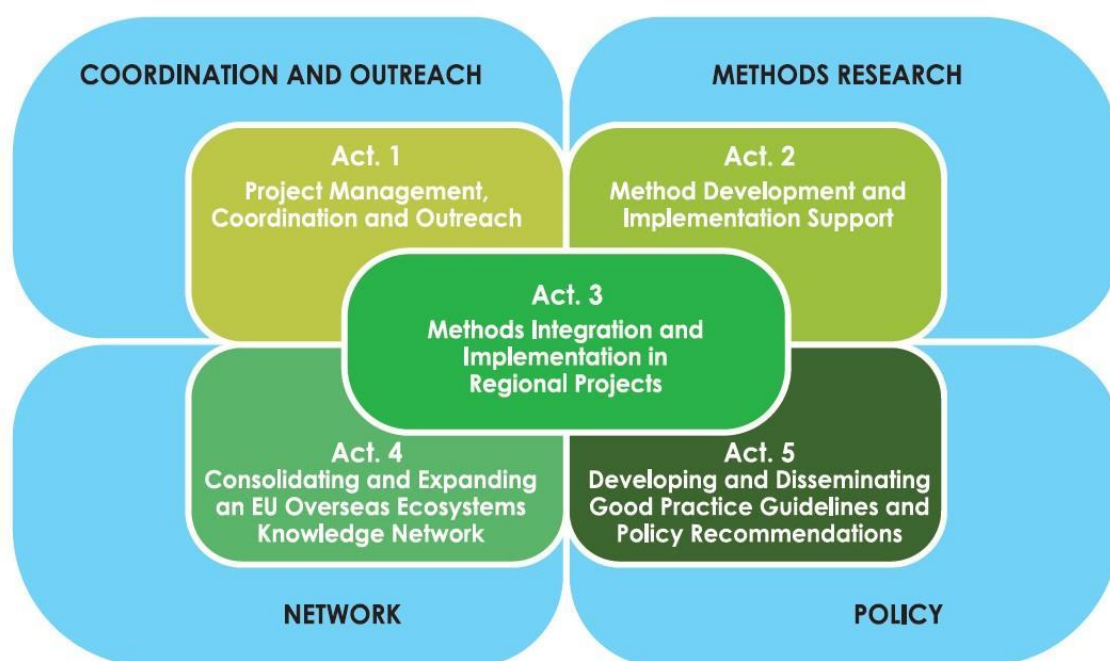 COORDINATION AND OUTREACH
METHODS RESEARCH
Act. 1
Project Management,
Coordination and Outreach
Act. 2
Method Development and
Implementation Support
Act. 3
Methods Integration and
Implementation in
Regional Projects
Act. 4
Consolidating and Expanding
an EU Overseas Ecosystems
Knowledge Network
Act. 5
Developing and Disseminating
Good Practice Guidelines and
Policy Recommendations
NETWORK
POLICY